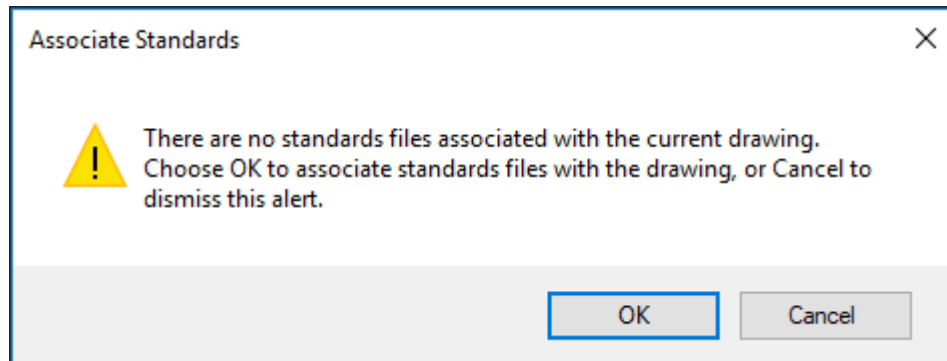 Associate Standards
There are no standards files associated with the current drawing.
Choose OK to associate standards files with the drawing, or Cancel to
dismiss this alert.
OK
Cancel